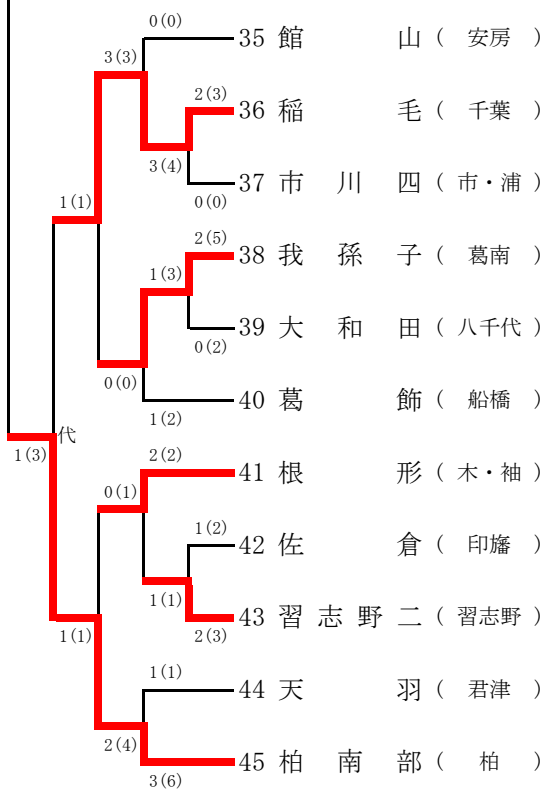 0(0)
35 館山（安房）
3(3)
2(3)
36 稲毛（千葉）
3(4)
37 市川四（市・浦）
0(0)
1(1)
2(5)
38 我孫子（葛南）
1(3)
39 大和田（八千代）
0(2)
0(0)
40 葛飾（船橋）
1(2)
代
1(3)
2(2)
41 根形（木・袖）
0(1)
1(2)
42 佐倉（印旛）
1(1)
43 習志野二（習志野）
2(3)
1(1)
1(1)
44 天羽（君津）
2(4)
45 柏南部（柏）
3(6)